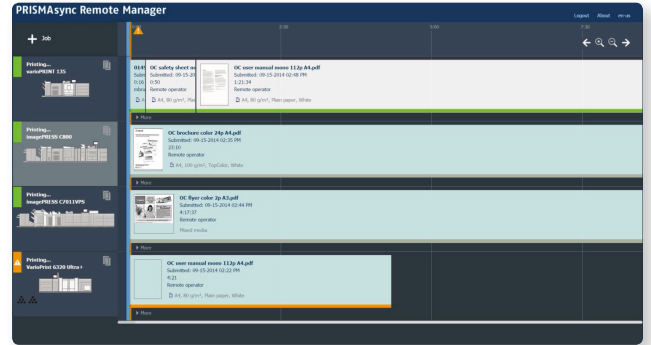 PRISMAsync Remote Manager
Logout About en-us
+ Job
2:30
3:00
Printing...
varioPRINT 135
OC safety sheet m
Submitted: 09-15-20
0:50
Remote operator
A4, 80 g/m², Plai
OC user manual mono 112p A4.pdf
Submitted: 09-15-2014 02:48 PM
1:21:34
Remote operator
A4, 80 g/m², Plain paper, White
More
Printing...
imagePRESS C800
OC brochure color 24p A4.pdf
Submitted: 09-15-2014 02:35 PM
23:10
Remote operator
A4, 100 g/m², TopColor, White
More
Printing...
imagePRESS C7011VPS
OC flyer color 2p A3.pdf
Submitted: 09-15-2014 02:44 PM
4:17:37
Remote operator
Mixed media
More
Printing...
VarioPrint 6320 Ultra+
OC user manual mono 112p A4.pdf
Submitted: 09-15-2014 02:22 PM
4:21
Remote operator
A4, 80 g/m², Plain paper, White
More